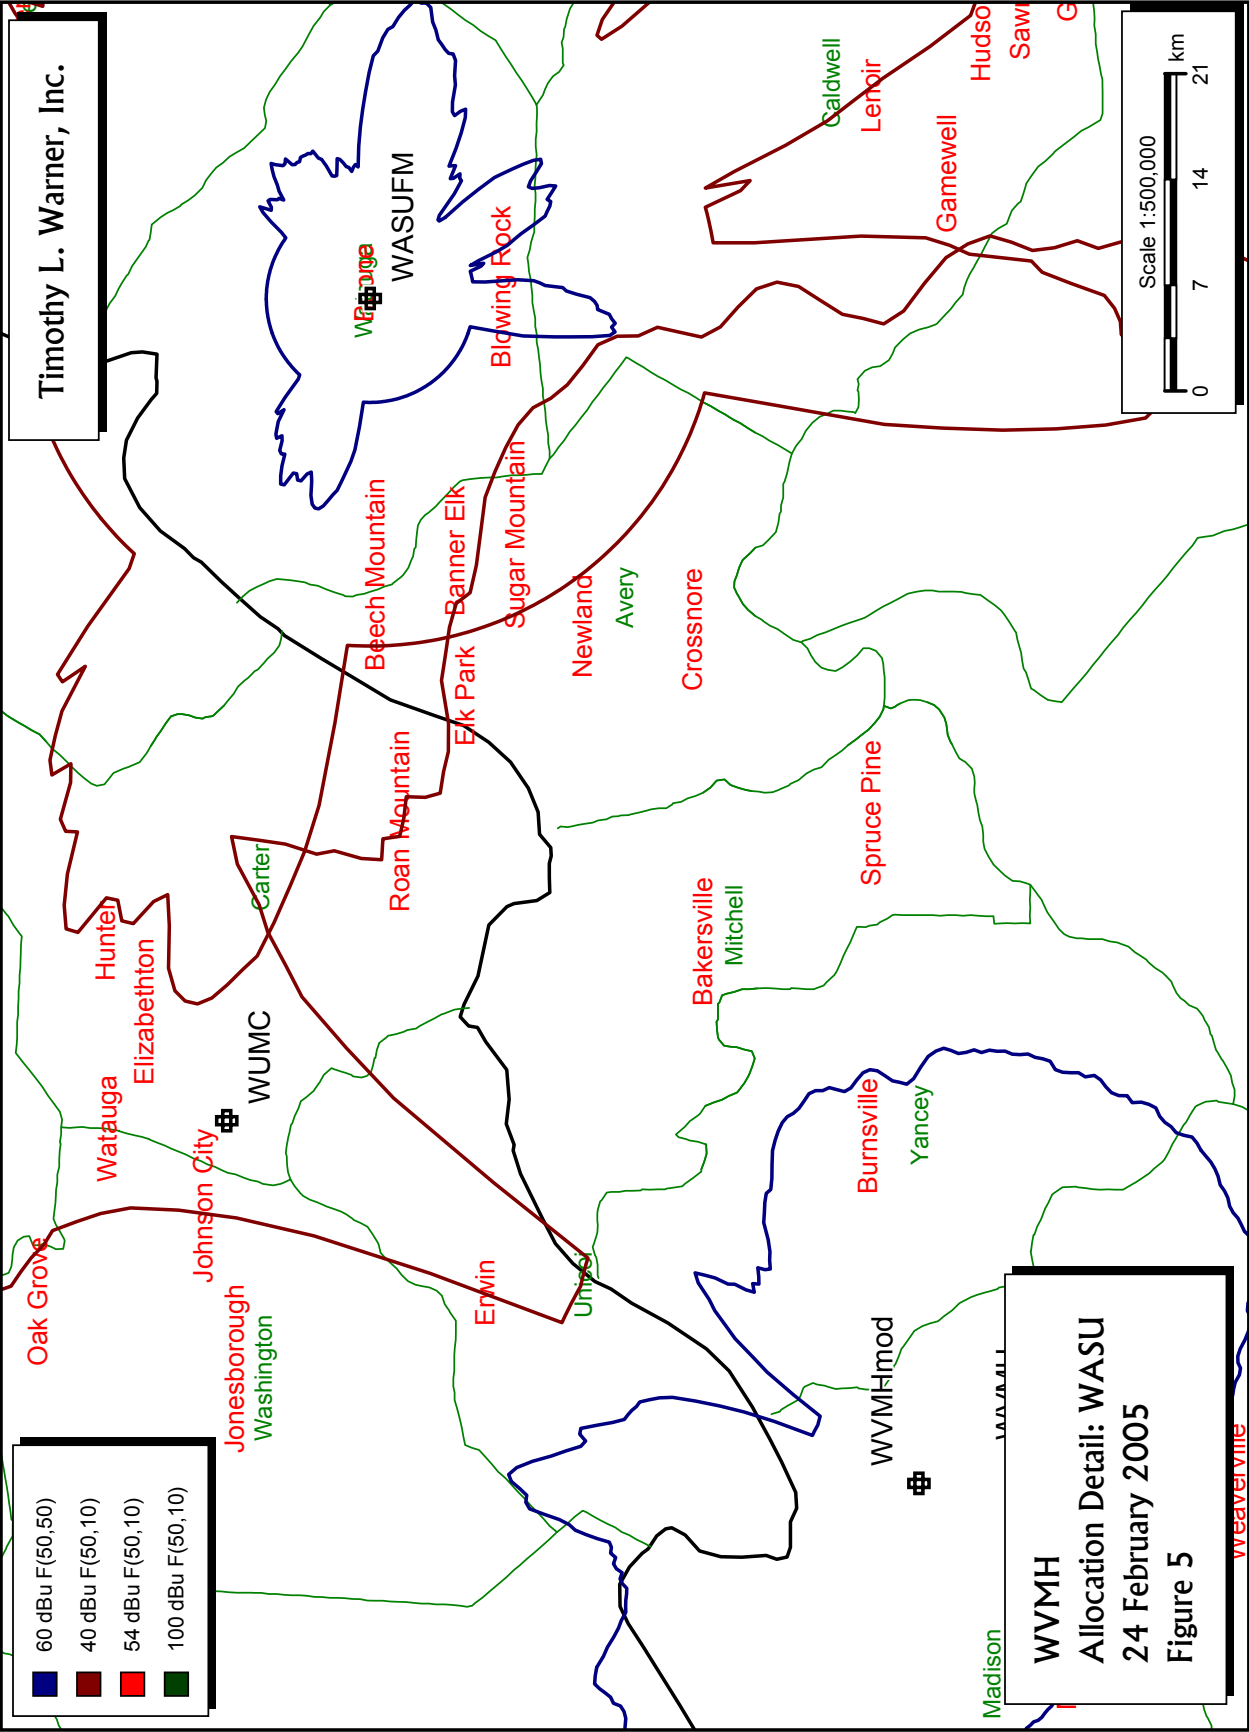 Timothy L. Warner, Inc.
60 dBu F(50,50)
40 dBu F(50,10)
54 dBu F(50,10)
100 dBu F(50,10)
Oak Grove
Watauga
Hunter
Elizabethton
Johnson City
WUMC
Carter
Jonesborough
Washington
Erwin
Unicoi
Roan Mountain
Elk Park
Beech Mountain
Banner Elk
Sugar Mountain
Newland
Avery
Crossnore
Boone
WASUFM
Blowing Rock
Caldwell
Lenoir
Gamewell
Hudso
Sawr
G
Spruce Pine
Bakersville
Mitchell
Burnsville
Yancey
WVMHmod
Madison
Weaverville
Scale 1:500,000
0 7 14 21 km
WVMH
Allocation Detail: WASU
24 February 2005
Figure 5